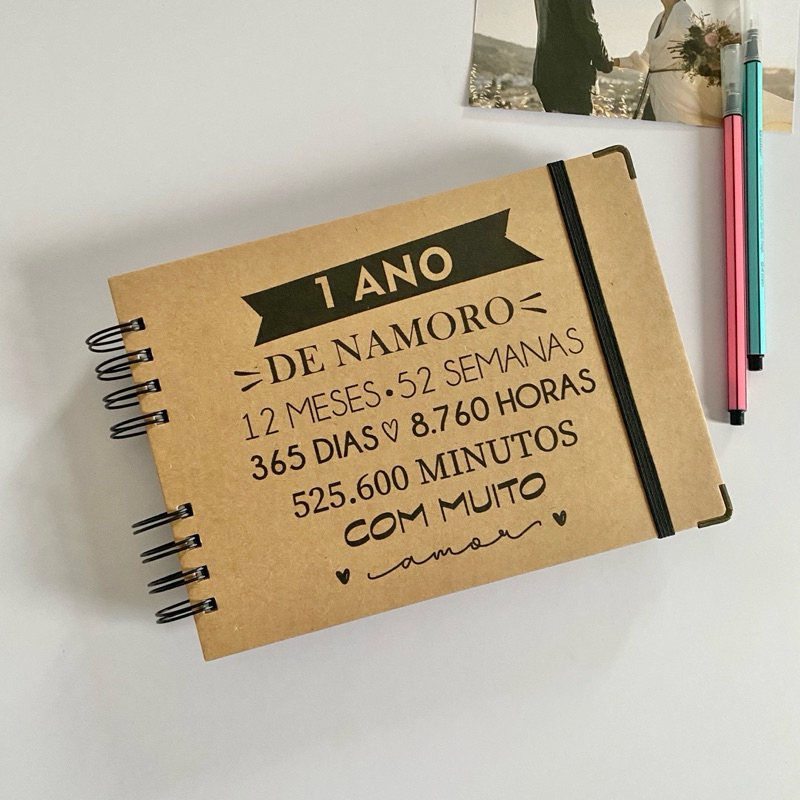 1 ANO
DE NAMORO
12 MESES • 52 SEMANAS
365 DIAS ♡ 8.760 HORAS
525.600 MINUTOS
COM MUITO
amor